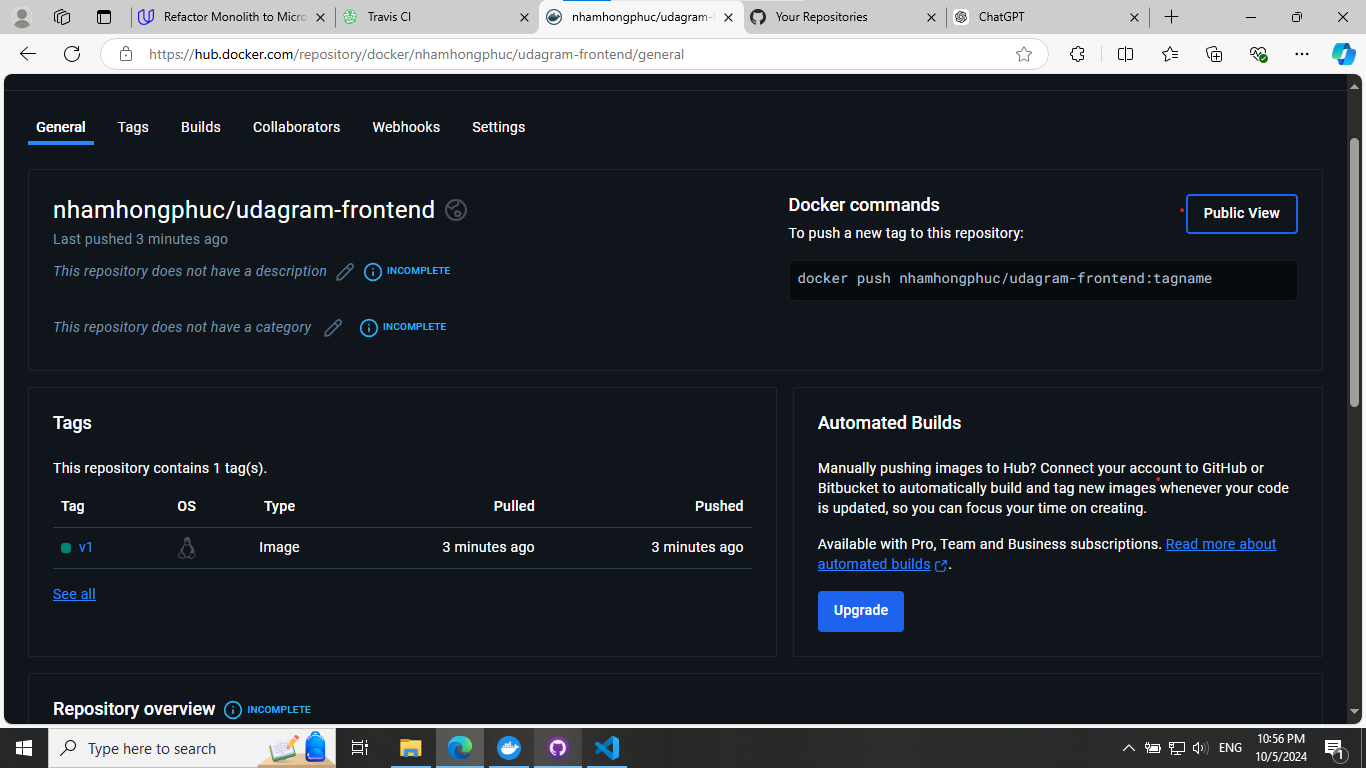 Refactor Monolith to Micro
Travis CI
nhamhongphuc/udagram-f
Your Repositories
ChatGPT
https://hub.docker.com/repository/docker/nhamhongphuc/udagram-frontend/general
General
Tags
Builds
Collaborators
Webhooks
Settings
nhamhongphuc/udagram-frontend
Last pushed 3 minutes ago
This repository does not have a description
INCOMPLETE
This repository does not have a category
INCOMPLETE
Docker commands
Public View
To push a new tag to this repository:
docker push nhamhongphuc/udagram-frontend:tagname
Tags
This repository contains 1 tag(s).
Tag OS Type Pulled Pushed
v1 Image 3 minutes ago 3 minutes ago
See all
Automated Builds
Manually pushing images to Hub? Connect your account to GitHub or
Bitbucket to automatically build and tag new images whenever your code
is updated, so you can focus your time on creating.
Available with Pro, Team and Business subscriptions. Read more about
automated builds .
Upgrade
Repository overview
INCOMPLETE
Type here to search
ENG
10:56 PM
10/5/2024
1